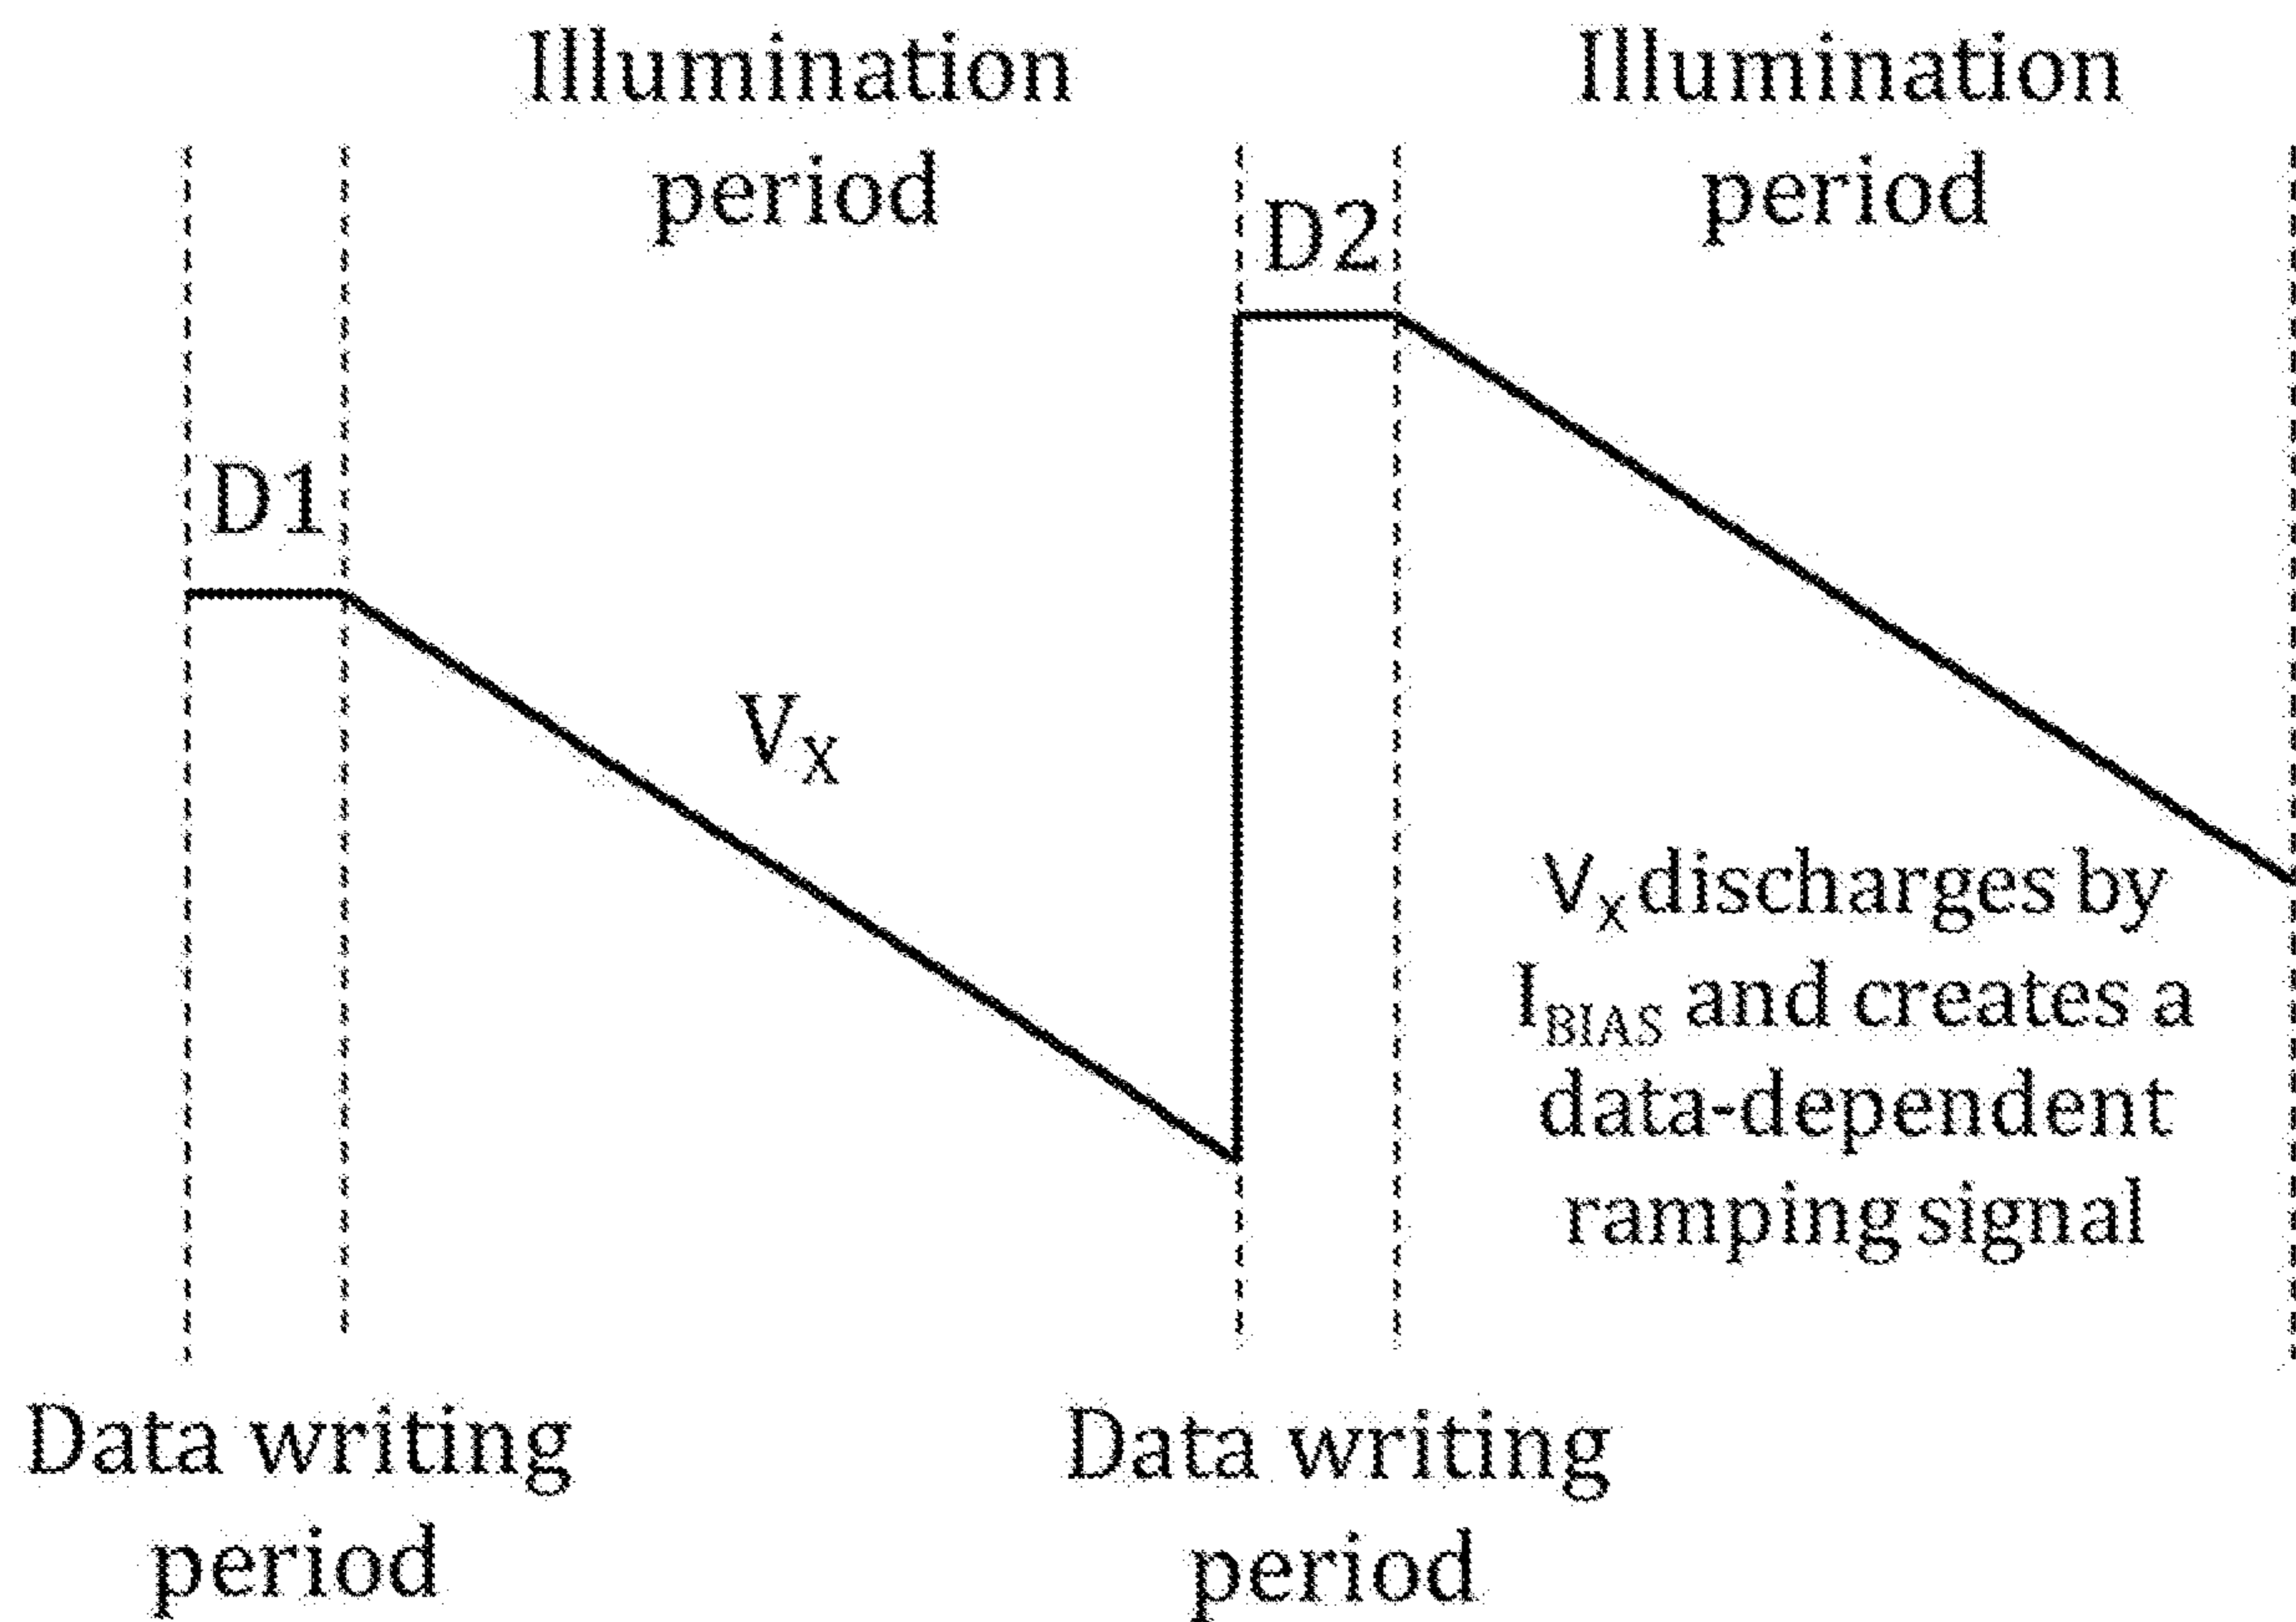 Illumination
period
Illumination
period
D2
D1
VX
VX discharges by
IBIAS and creates a
data-dependent
ramping signal
Data writing
period
Data writing
period